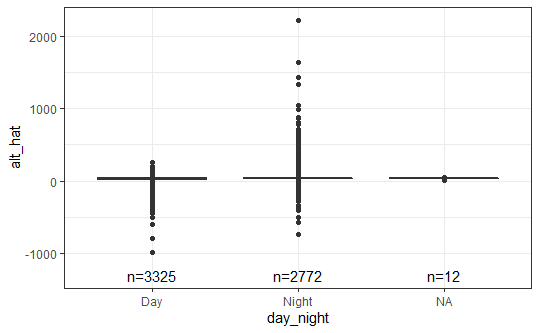 alt_hat
2000
1000
0
-1000
n=3325 n=2772 n=12
Day Night NA
day_night